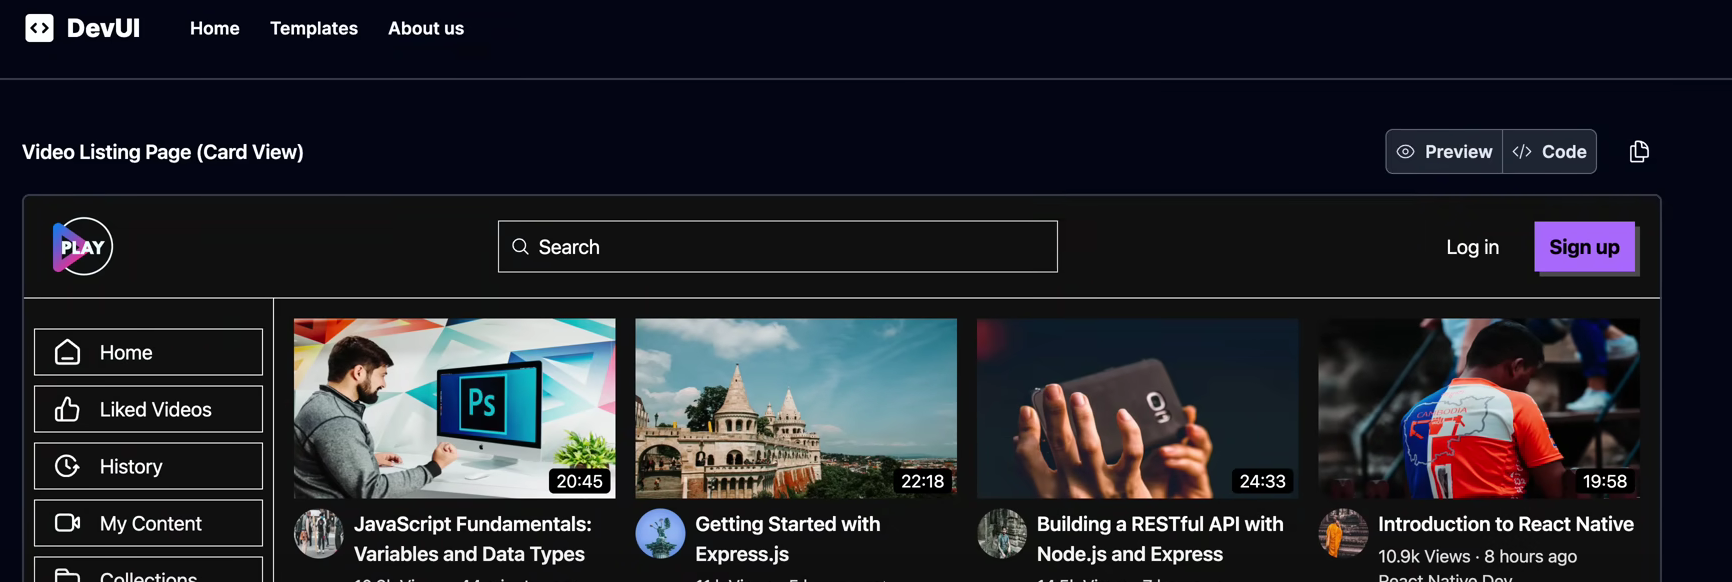 DevUI
Home Templates About us
Video Listing Page (Card View)
Preview Code
PLAY
Search
Log in
Sign up
Home
Liked Videos
History
My Content
Collections
Ps
20:45
JavaScript Fundamentals:
Variables and Data Types
22:18
Getting Started with
Express.js
24:33
Building a RESTful API with
Node.js and Express
CAMBODIA
19:58
Introduction to React Native
10.9k Views · 8 hours ago
React Native Dev